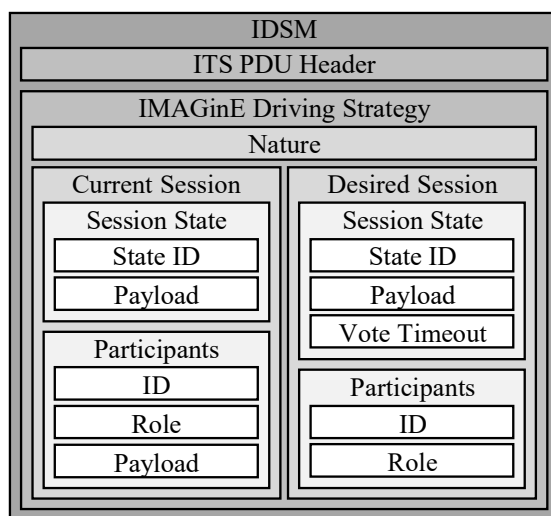 IDSM
ITS PDU Header
IMAGinE Driving Strategy
Nature
Current Session
Session State
State ID
Payload
Participants
ID
Role
Payload
Desired Session
Session State
State ID
Payload
Vote Timeout
Participants
ID
Role